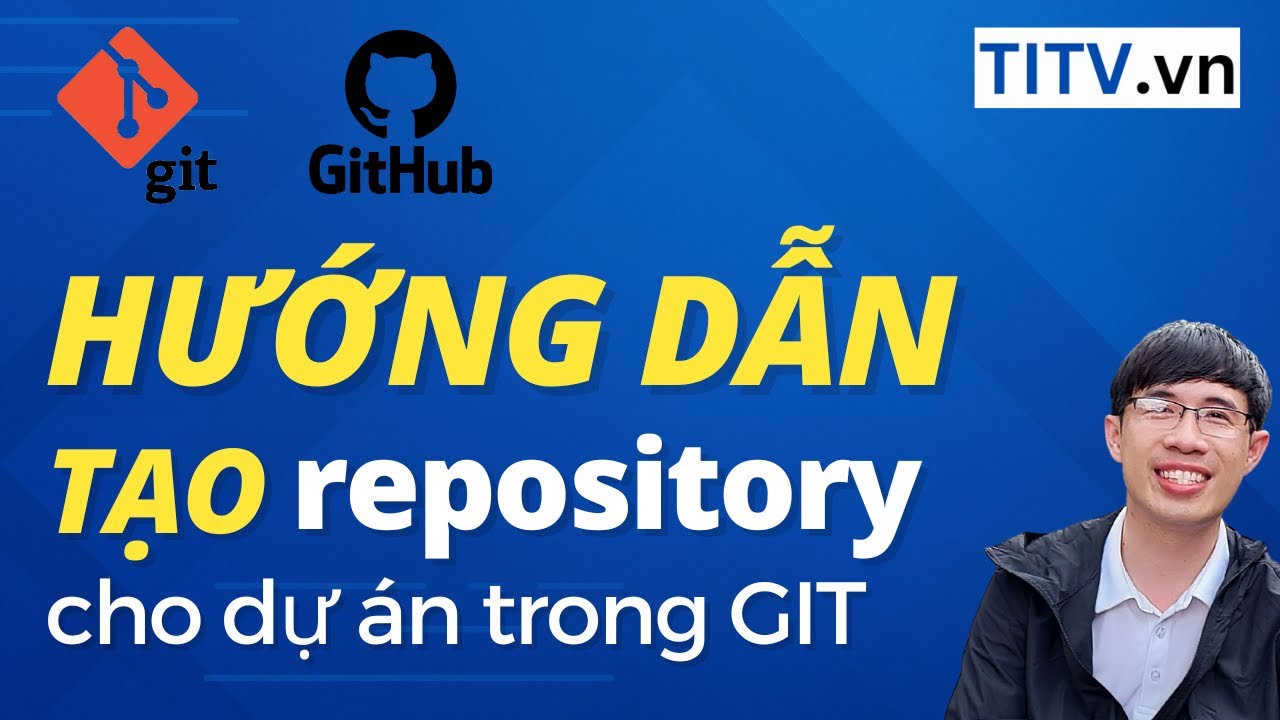 git
GitHub
TITV.vn
HƯỚNG DẪN
TẠO repository
cho dự án trong GIT